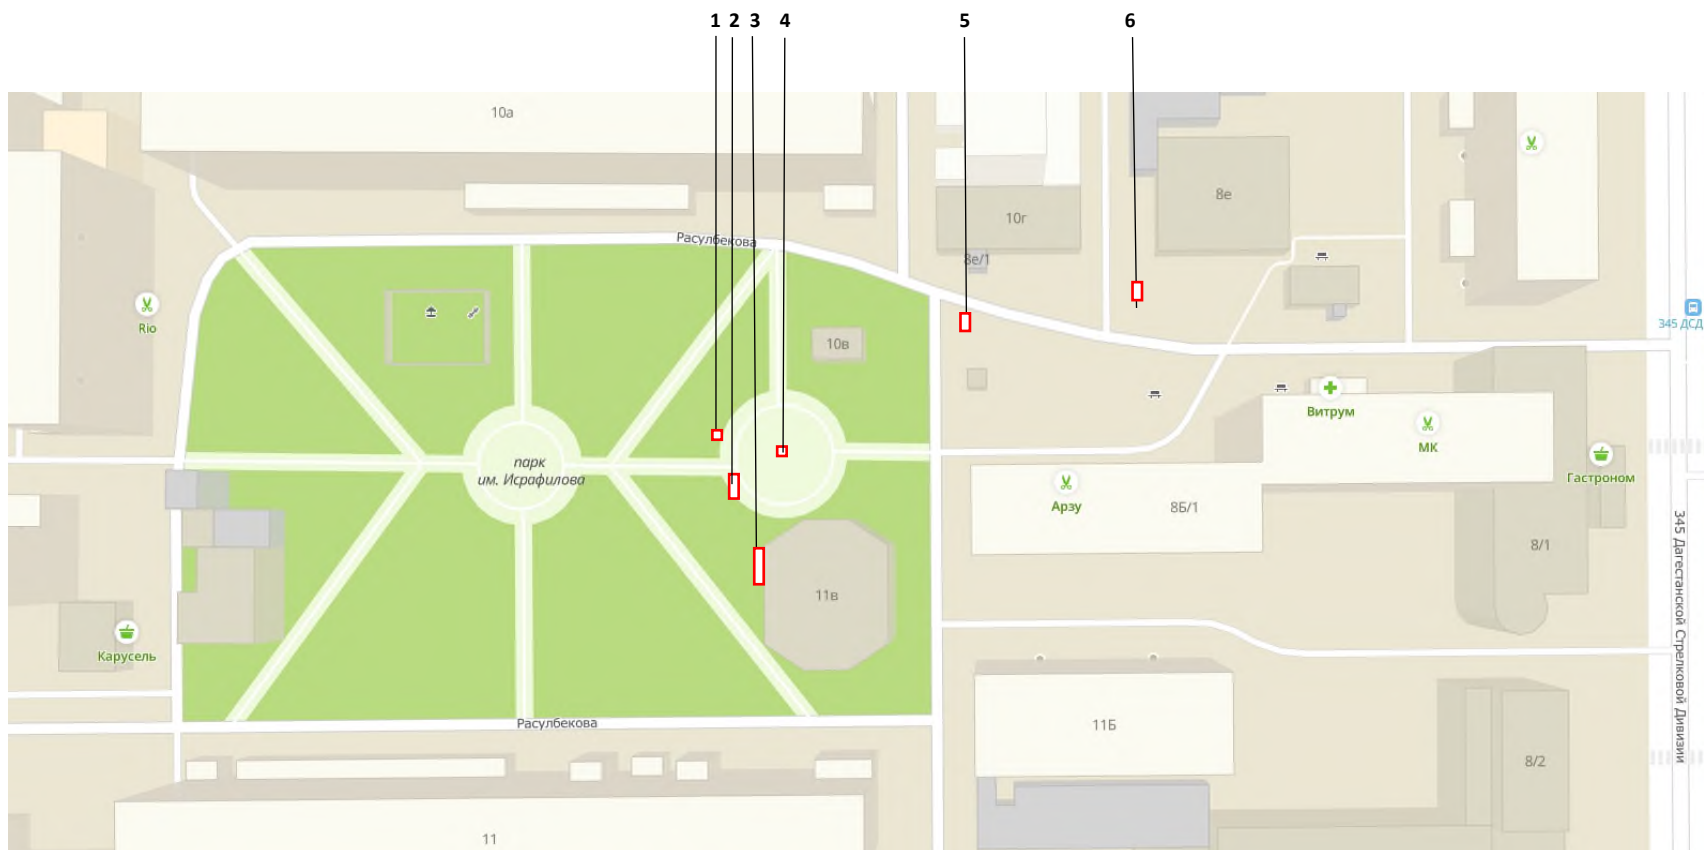 1 2 3 4 5 6
10а
8е
10г
Расулбекова
8е/1
345 ДСД
Rio
10в
Витрум
МК
парк
им. Исрафилова
Гастроном
Арзу
8Б/1
8/1
345 Дагестанской Стрелковой Дивизии
11в
Карусель
Расулбекова
11Б
8/2
11